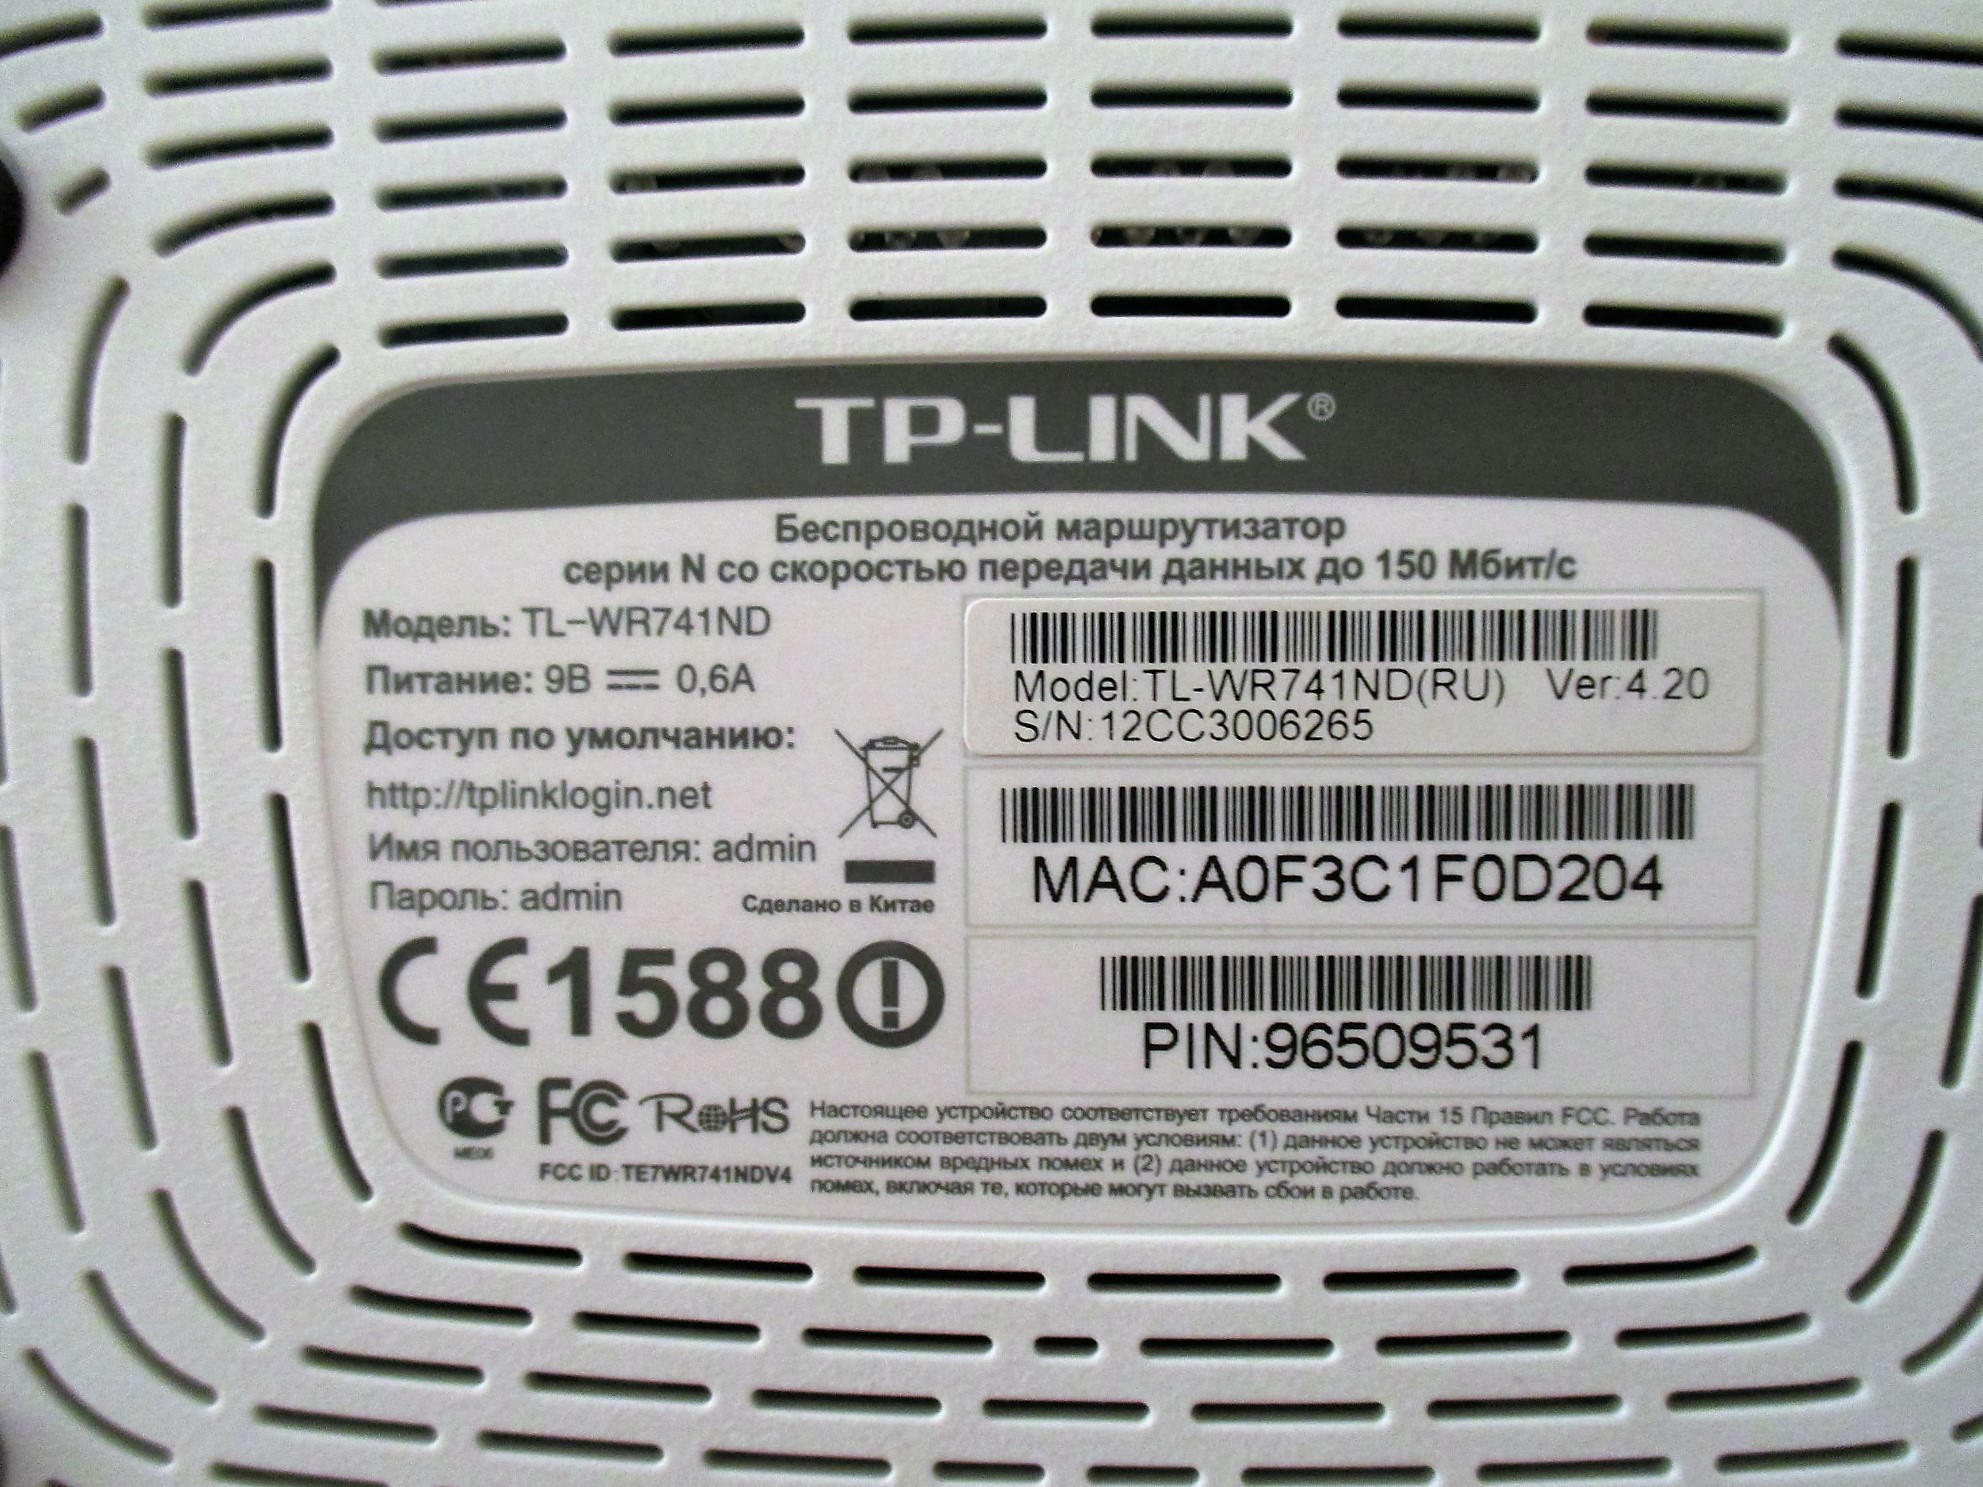 TP-LINK®
Беспроводной маршрутизатор
серии N со скоростью передачи данных до 150 Мбит/с
Модель: TL-WR741ND
Питание: 9В 0,6А
Доступ по умолчанию:
http://tplinklogin.net
Имя пользователя: admin
Пароль: admin
Сделано в Китае
Model:TL-WR741ND(RU) Ver:4.20
S/N:12CC3006265
MAC:A0F3C1F0D204
PIN:96509531
CE1588
РСТ
МЕ06
FC
RoHS
FCC ID: TE7WR741NDV4
Настоящее устройство соответствует требованиям Части 15 Правил FCC. Работа
должна соответствовать двум условиям: (1) данное устройство не может являться
источником вредных помех и (2) данное устройство должно работать в условиях
помех, включая те, которые могут вызвать сбои в работе.